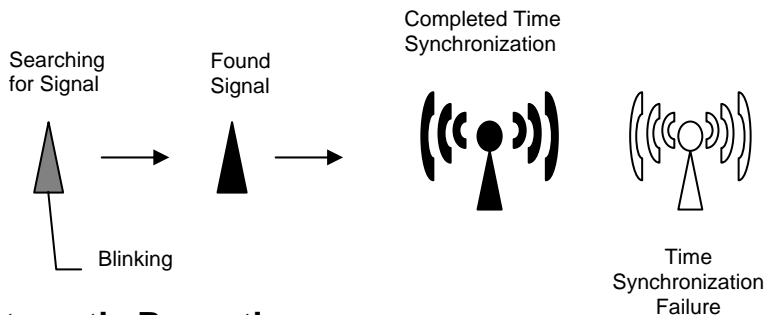 Completed Time
Synchronization
Searching
for Signal
Found
Signal
Blinking
Time
Synchronization
Failure